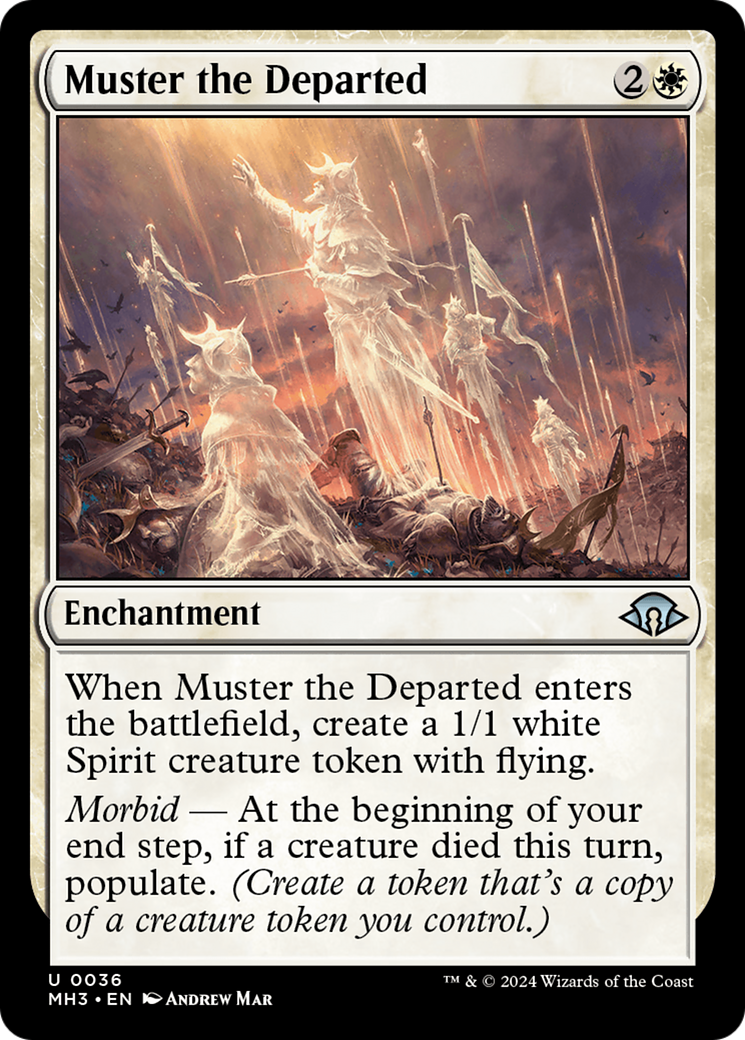 Muster the Departed 2
Enchantment
When Muster the Departed enters
the battlefield, create a 1/1 white
Spirit creature token with flying.
Morbid — At the beginning of your
end step, if a creature died this turn,
populate. (Create a token that's a copy
of a creature token you control.)
U 0036
MH3 • EN Andrew Mar
™ & © 2024 Wizards of the Coast